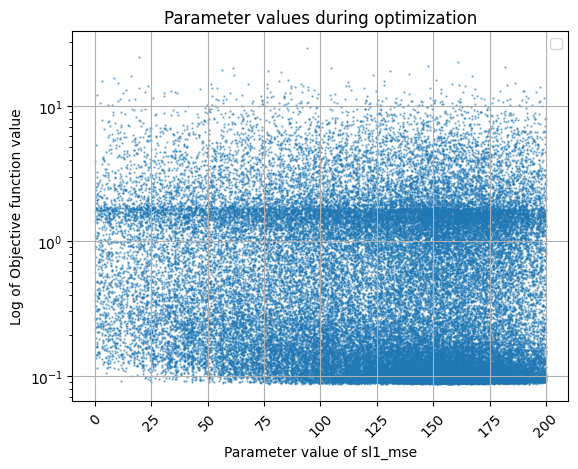 Parameter values during optimization
Log of Objective function value
10¹
10⁰
10⁻¹
0 25 50 75 100 125 150 175 200
Parameter value of sl1_mse